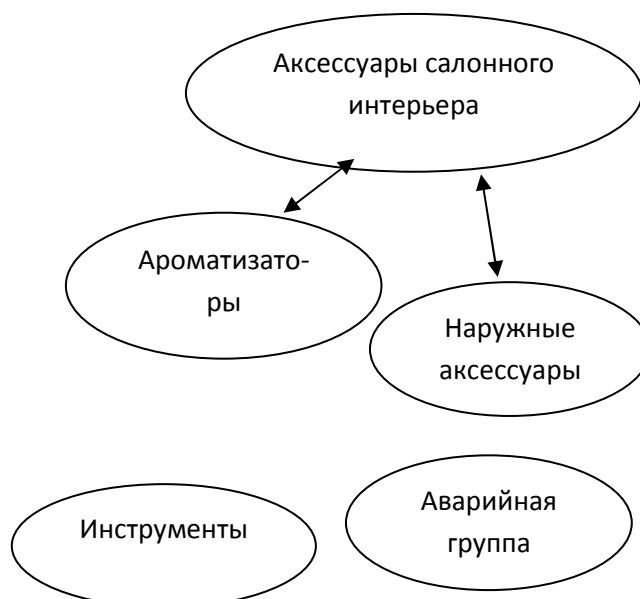 Аксессуары салонного
интерьера
Ароматизато-
ры
Наружные
аксессуары
Инструменты
Аварийная
группа